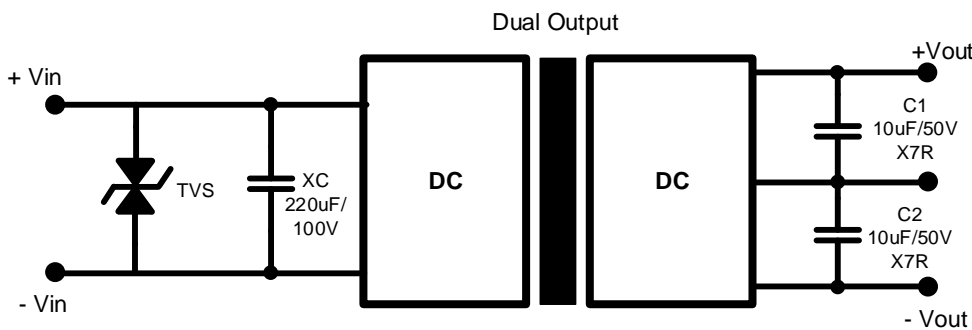 Dual Output
+ Vin
- Vin
TVS
XC
220uF/
100V
DC
DC
+Vout
C1
10uF/50V
X7R
C2
10uF/50V
X7R
- Vout